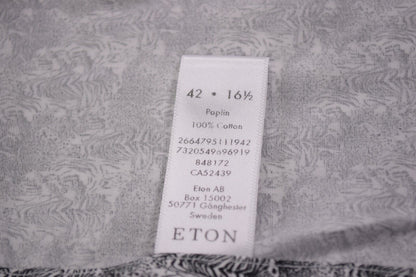 42 • 16½
Poplin
100% Cotton
2664795111942
7320549696919
848172
CA52439
Eton AB
Box 15002
50771 Gånghester
Sweden
ETON